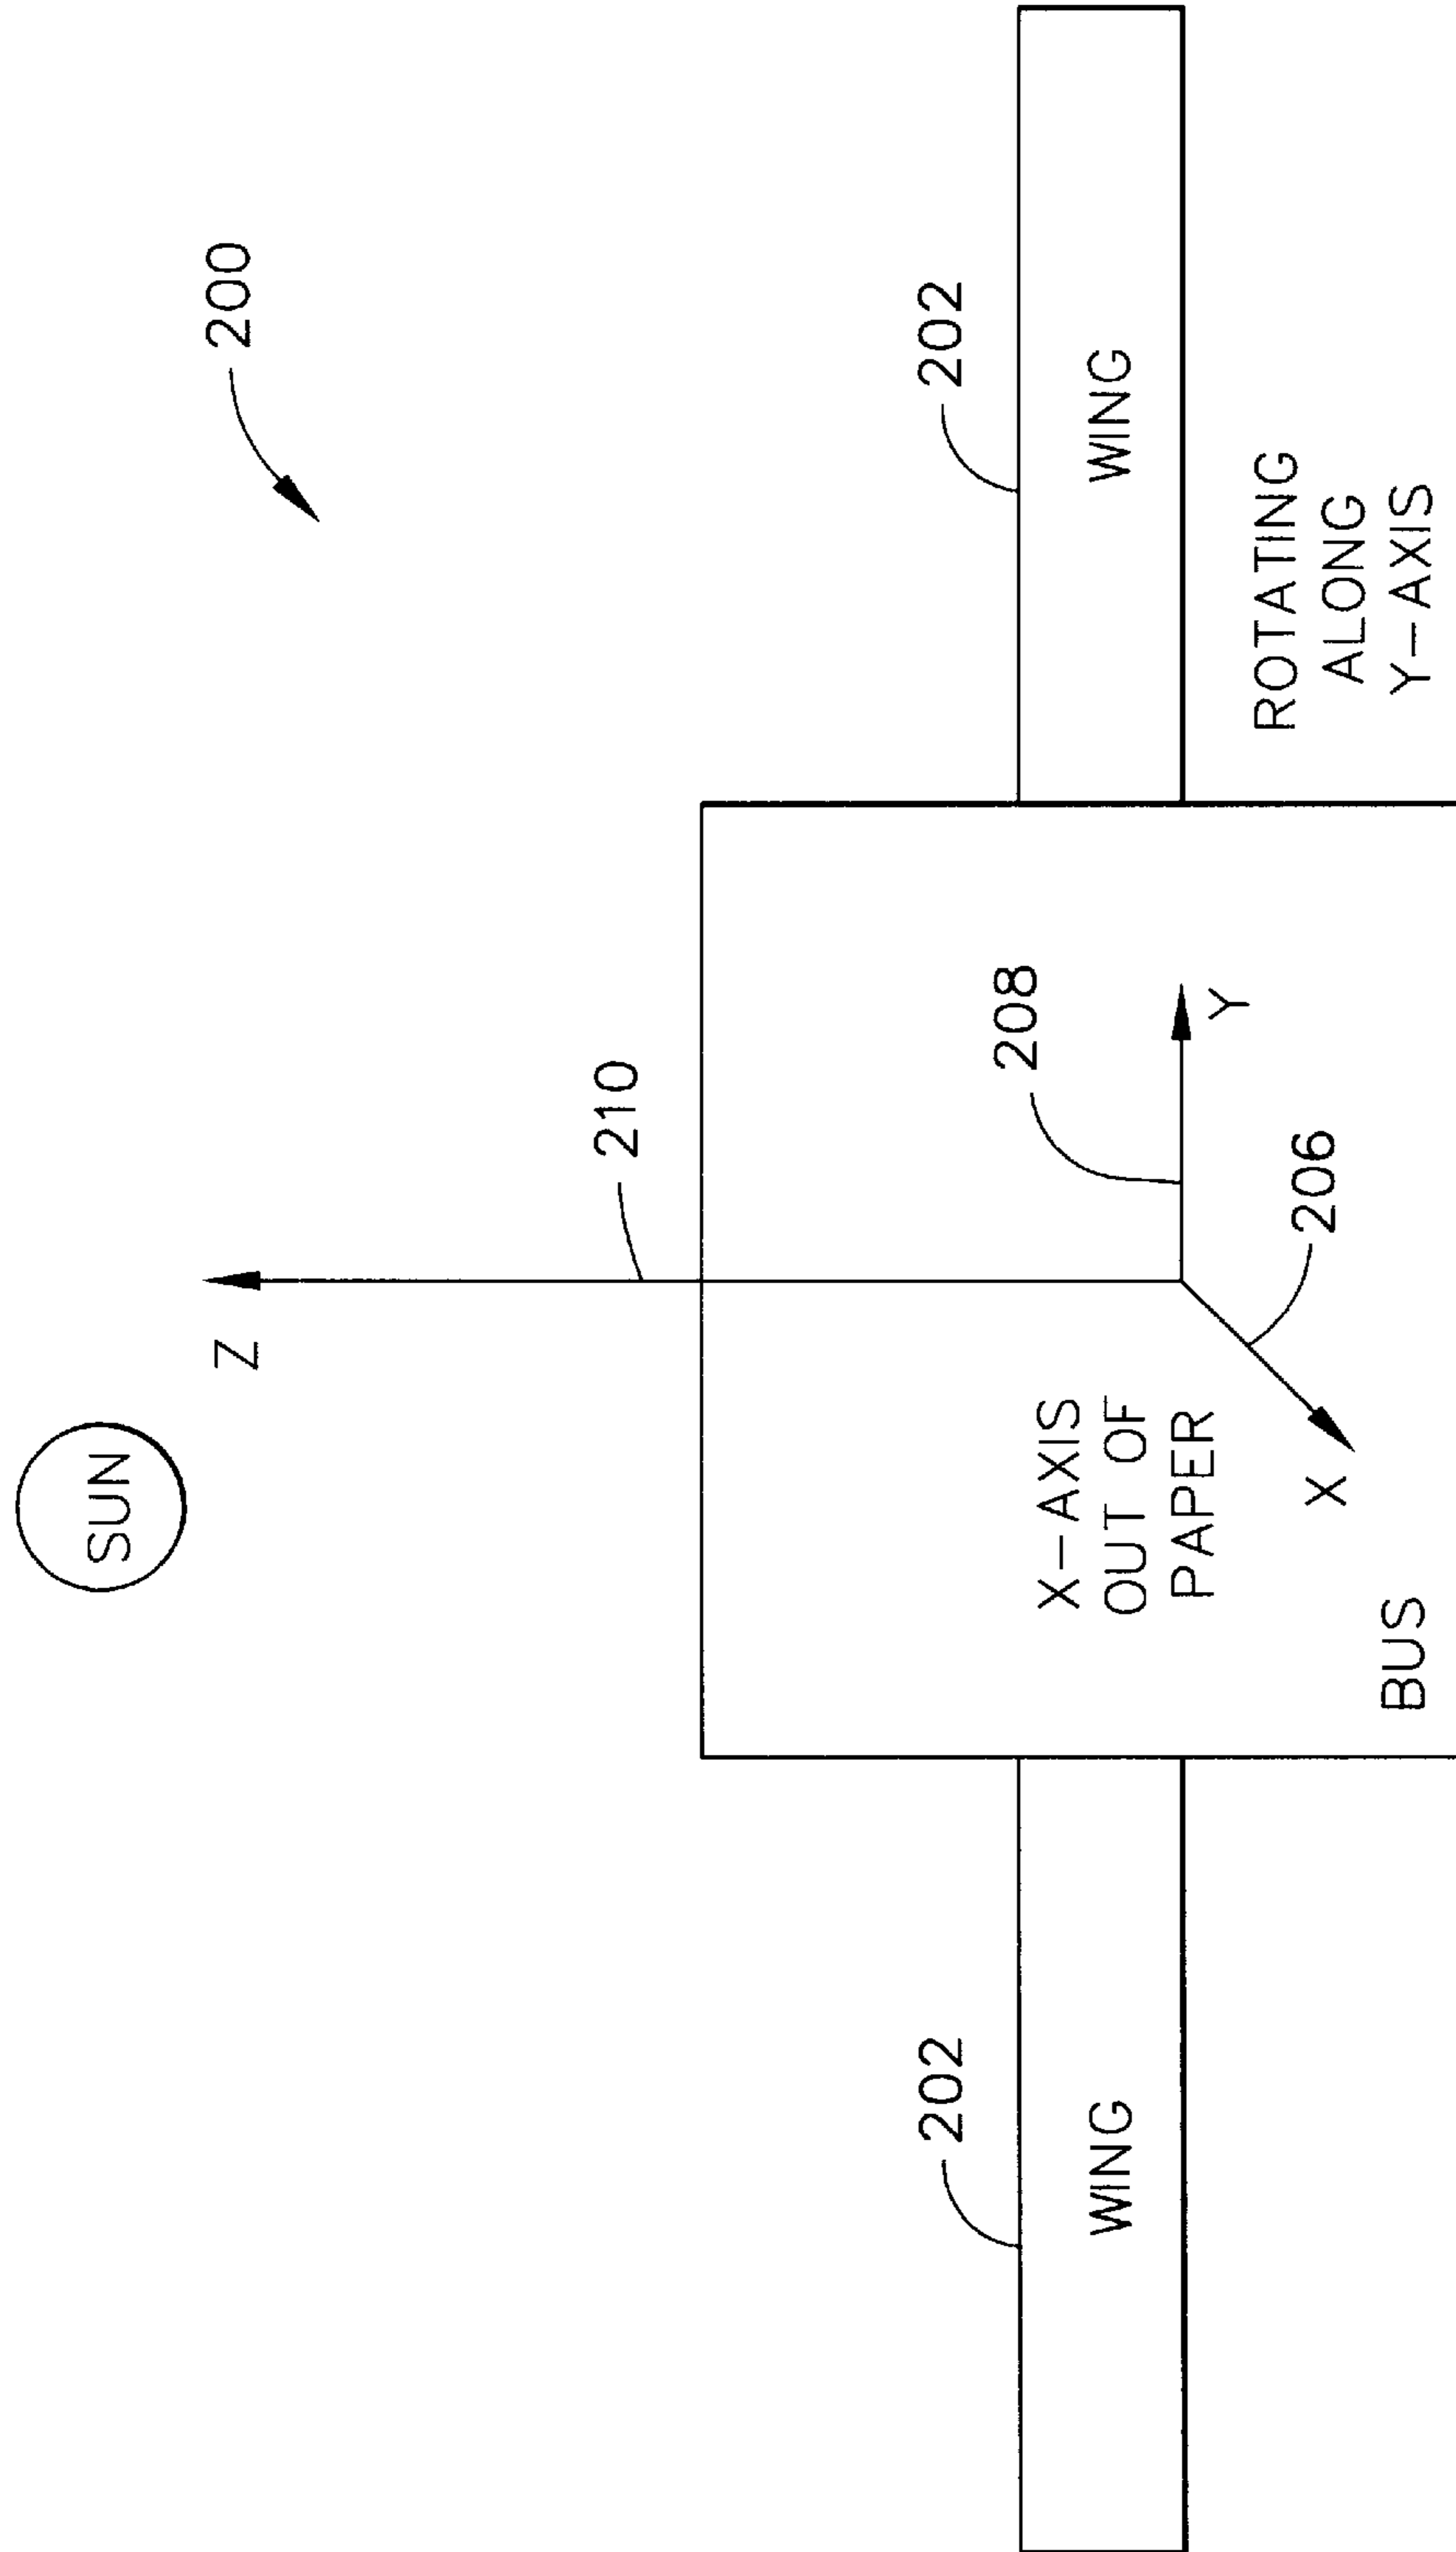 SUN
Z
200
210
202
202
208
WING
X-AXIS
OUT OF
PAPER
WING
Y
206
X
ROTATING
ALONG
Y-AXIS
BUS